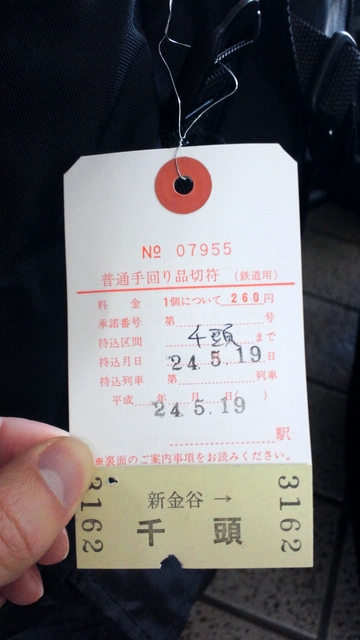 № 07955
普通手回り品切符 (鉄道用)
料金 1個について 260円
承諾番号 第 号
持込区間 千頭 まで
持込月日 24.5.19 日
持込列車 第 列車
平成 年 月 日( )
24.5.19
駅
※裏面のご案内事項をお読みください。
3162
新金谷 →
千頭
3162